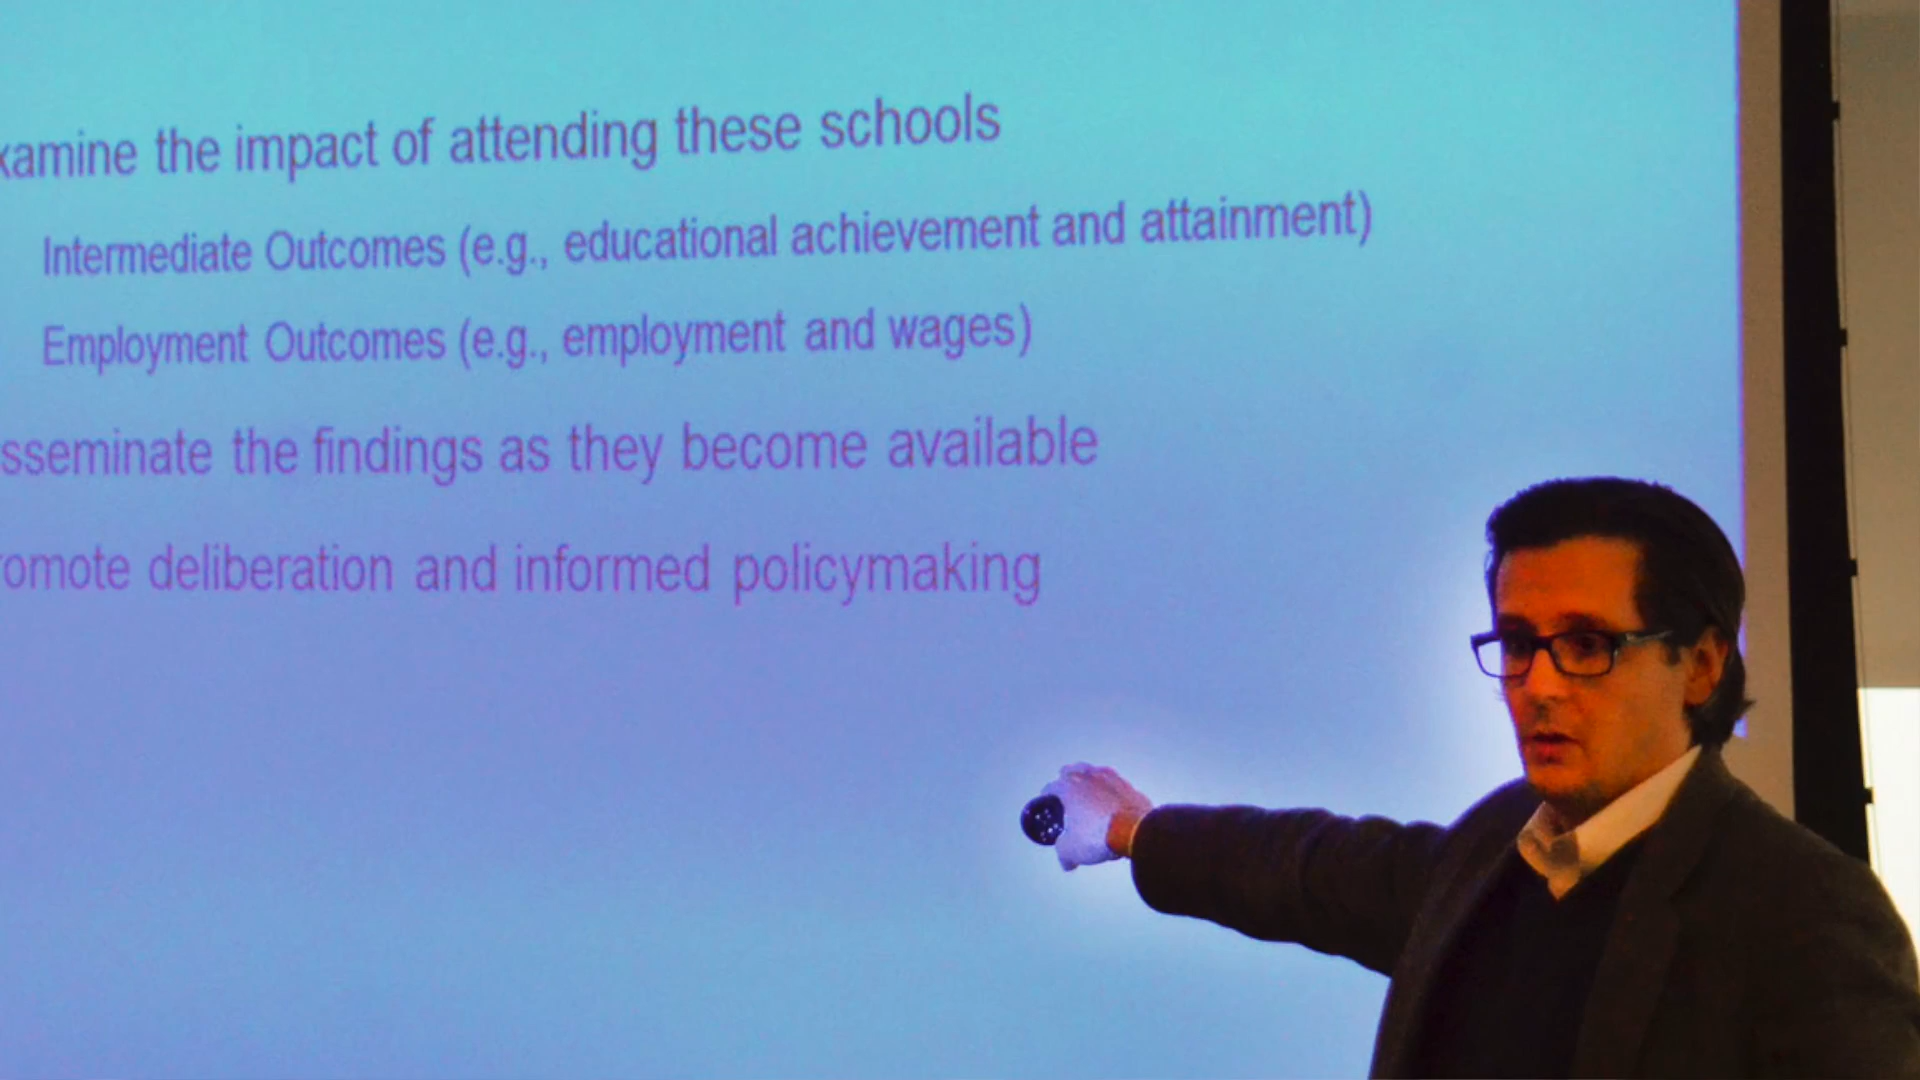 xamine the impact of attending these schools
Intermediate Outcomes (e.g., educational achievement and attainment)
Employment Outcomes (e.g., employment and wages)
sseminate the findings as they become available
omote deliberation and informed policymaking